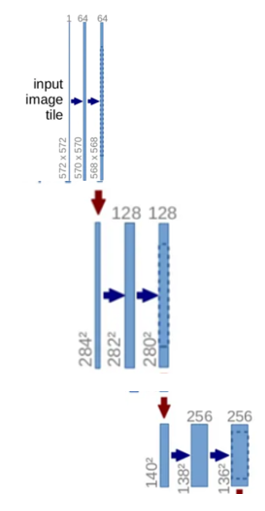 1 64 64
input
image
tile
572 x 572
570 x 570
568 x 568
128 128
284²
282²
280²
256 256
140²
138²
136²